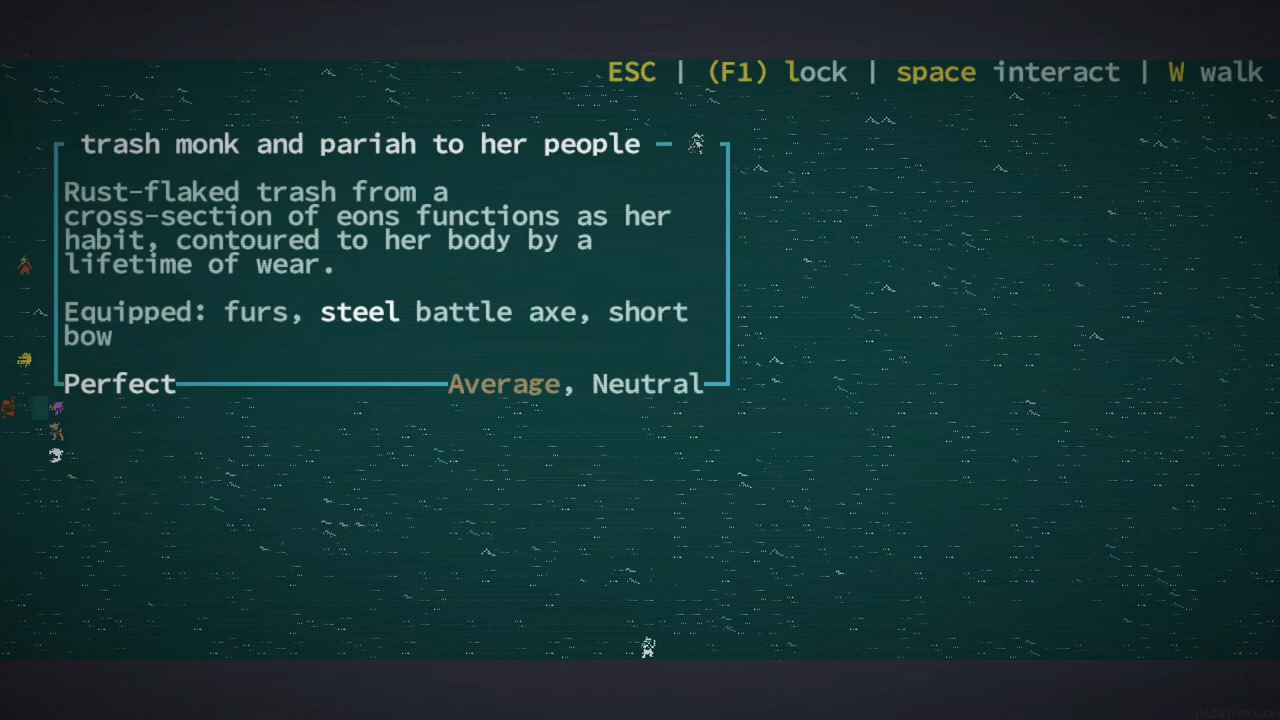 ESC | (F1) lock | space interact | W walk
trash monk and pariah to her people
Rust-flaked trash from a
cross-section of eons functions as her
habit, contoured to her body by a
lifetime of wear.
Equipped: furs, steel battle axe, short
bow
Perfect Average, Neutral